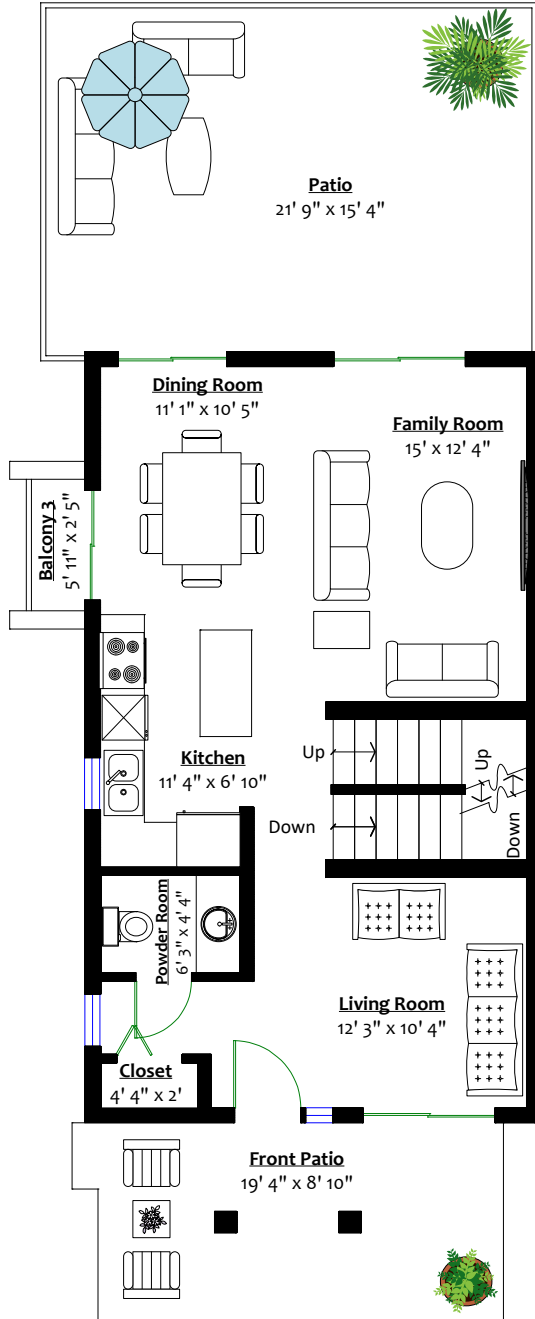 Patio
21' 9" x 15' 4"
Dining Room
11' 1" x 10' 5"
Family Room
15' x 12' 4"
Balcony 3
5' 11" x 2' 5"
Kitchen
11' 4" x 6' 10"
Up
Down
Up
Down
Powder Room
6' 3" x 4' 4"
Living Room
12' 3" x 10' 4"
Closet
4' 4" x 2'
Front Patio
19' 4" x 8' 10"